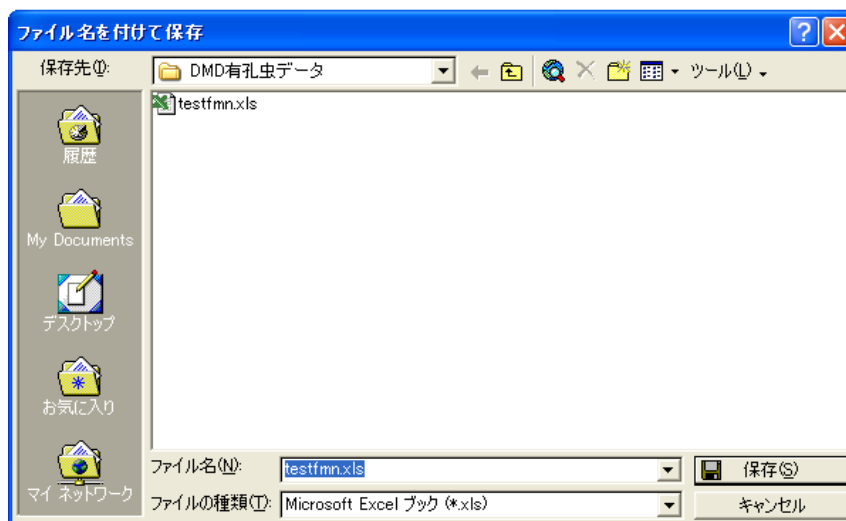 ファイル名を付けて保存
保存先(I):
DMD有孔虫データ
ツール(L)
testfmn.xls
履歴
My Documents
デスクトップ
お気に入り
マイ ネットワーク
ファイル名(N):
testfmn.xls
保存(S)
ファイルの種類(T):
Microsoft Excel ブック (*.xls)
キャンセル